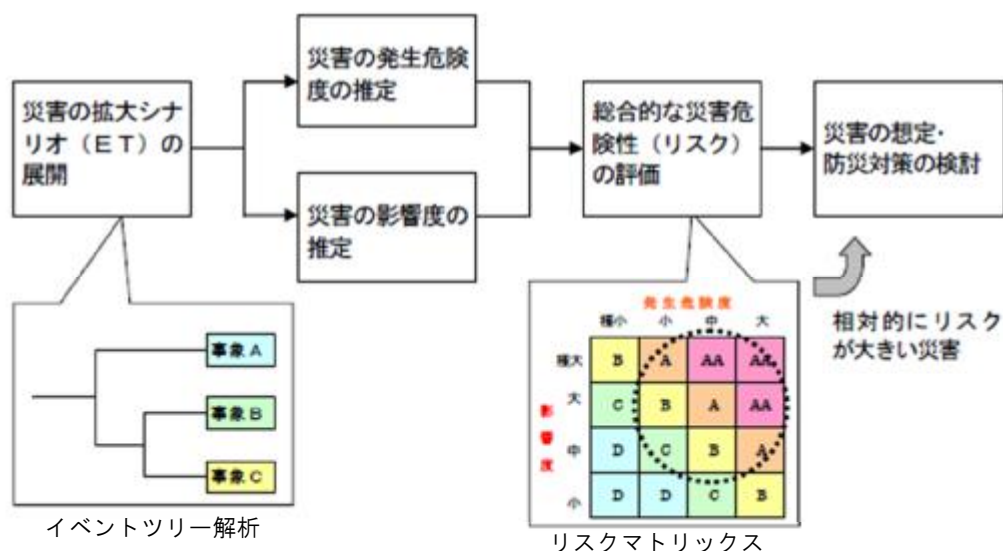 災害の拡大シナ
リオ（ＥＴ）の
展開
災害の発生危険
度の推定
災害の影響度の
推定
総合的な災害危
険性（リスク）
の評価
災害の想定・
防災対策の検討
事象Ａ
事象Ｂ
事象Ｃ
イベントツリー解析
発生危険度
極小 小 中 大
影響度
極大 B A AA AA
大 C B A AA
中 D C B A
小 D D C B
リスクマトリックス
相対的にリスク
が大きい災害